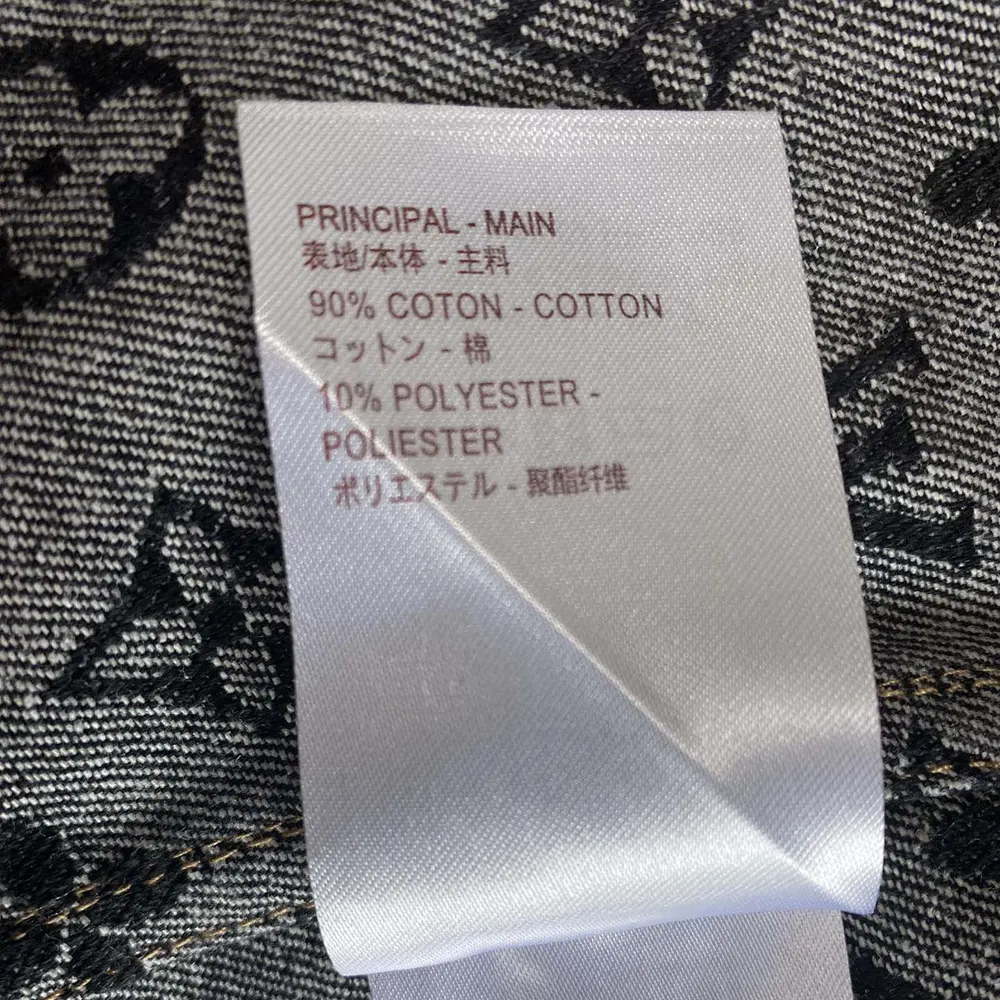 PRINCIPAL - MAIN
表地/本体 - 主料
90% COTON - COTTON
コットン - 棉
10% POLYESTER -
POLIESTER
ポリエステル - 聚酯纤维